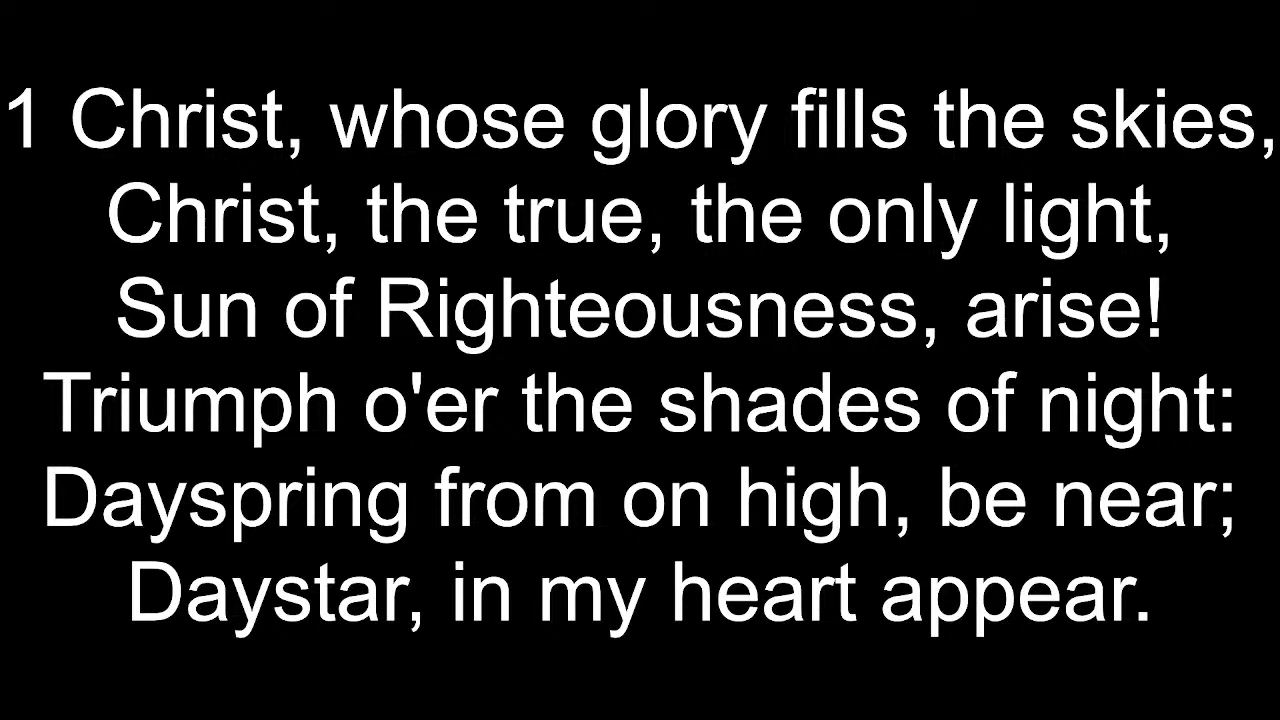 1 Christ, whose glory fills the skies,
Christ, the true, the only light,
Sun of Righteousness, arise!
Triumph o'er the shades of night:
Dayspring from on high, be near;
Daystar, in my heart appear.